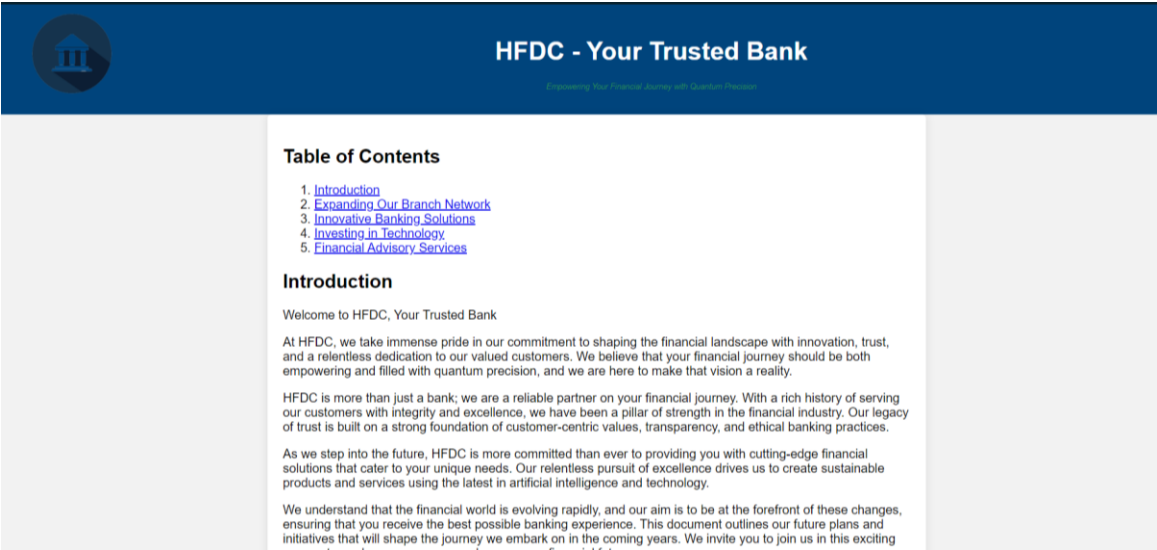 HFDC - Your Trusted Bank
Empowering Your Financial Journey with Quantum Precision
Table of Contents
1. Introduction
2. Expanding Our Branch Network
3. Innovative Banking Solutions
4. Investing in Technology
5. Financial Advisory Services
Introduction
Welcome to HFDC, Your Trusted Bank
At HFDC, we take immense pride in our commitment to shaping the financial landscape with innovation, trust,
and a relentless dedication to our valued customers. We believe that your financial journey should be both
empowering and filled with quantum precision, and we are here to make that vision a reality.
HFDC is more than just a bank; we are a reliable partner on your financial journey. With a rich history of serving
our customers with integrity and excellence, we have been a pillar of strength in the financial industry. Our legacy
of trust is built on a strong foundation of customer-centric values, transparency, and ethical banking practices.
As we step into the future, HFDC is more committed than ever to providing you with cutting-edge financial
solutions that cater to your unique needs. Our relentless pursuit of excellence drives us to create sustainable
products and services using the latest in artificial intelligence and technology.
We understand that the financial world is evolving rapidly, and our aim is to be at the forefront of these changes,
ensuring that you receive the best possible banking experience. This document outlines our future plans and
initiatives that will shape the journey we embark on in the coming years. We invite you to join us in this exciting